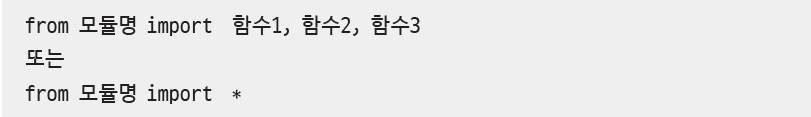 from 모듈명 import 함수1, 함수2, 함수3
또는
from 모듈명 import *